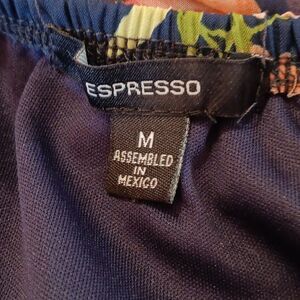 ESPRESSO
M
ASSEMBLED
IN
MEXICO